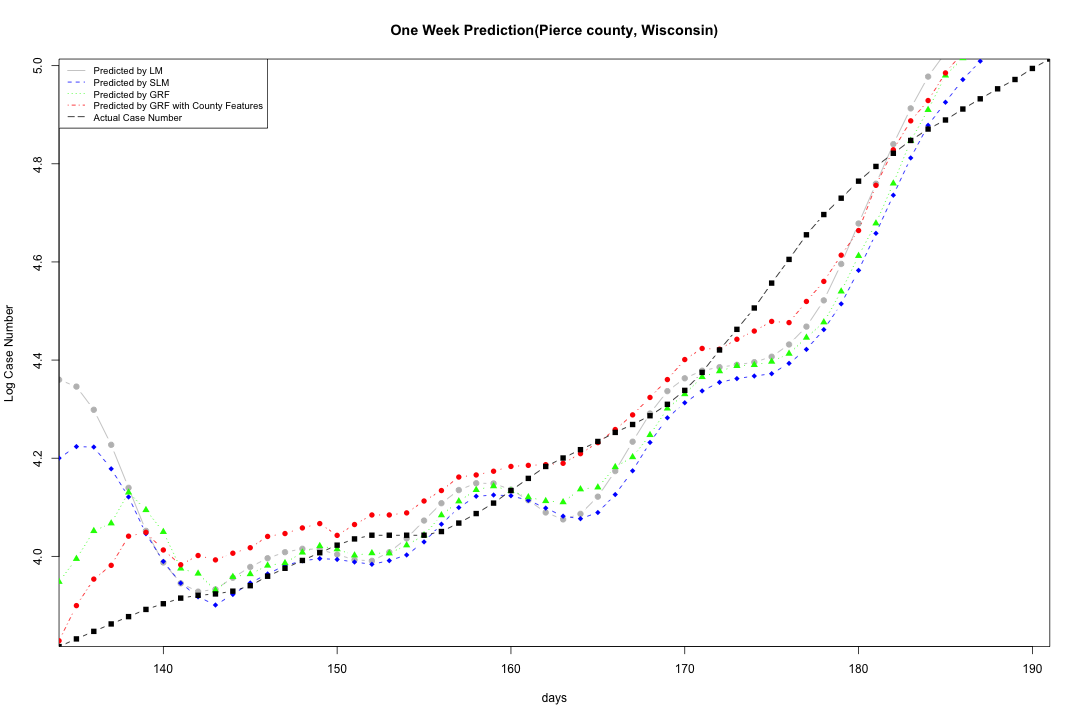 One Week Prediction(Pierce county, Wisconsin)
Predicted by LM
Predicted by SLM
Predicted by GRF
Predicted by GRF with County Features
Actual Case Number
5.0
4.8
4.6
4.4
4.2
4.0
Log Case Number
140 150 160 170 180 190
days